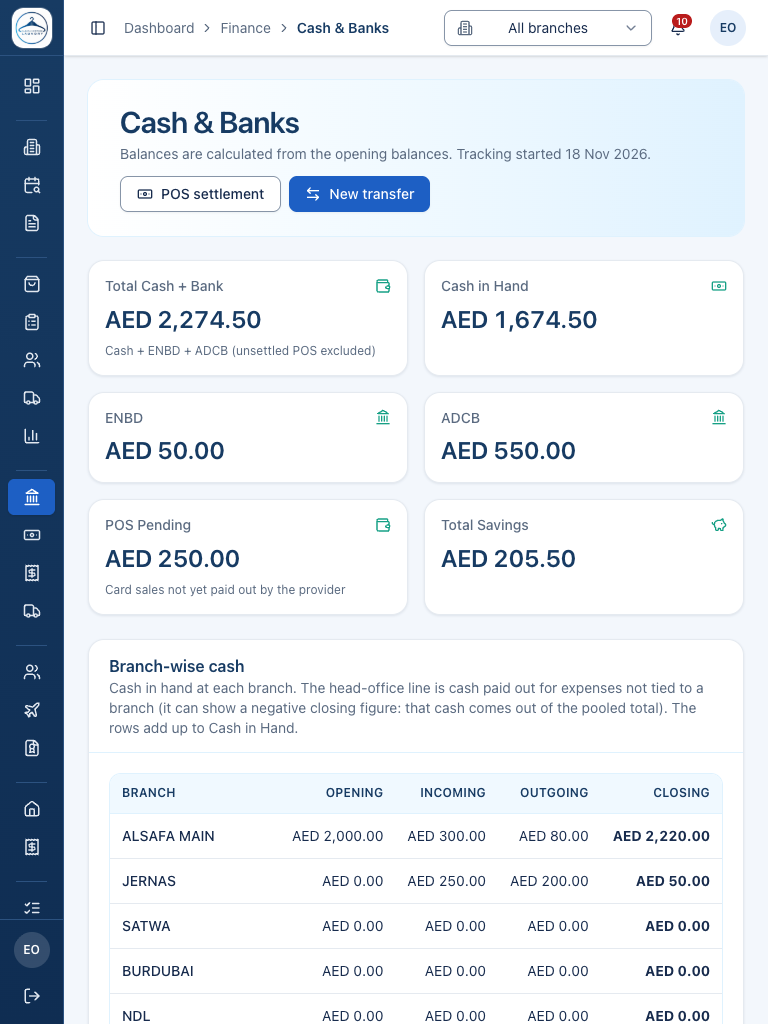 Dashboard > Finance > Cash & Banks
All branches
10
EO
Cash & Banks
Balances are calculated from the opening balances. Tracking started 18 Nov 2026.
POS settlement
New transfer
Total Cash + Bank
AED 2,274.50
Cash + ENBD + ADCB (unsettled POS excluded)
Cash in Hand
AED 1,674.50
ENBD
AED 50.00
ADCB
AED 550.00
POS Pending
AED 250.00
Card sales not yet paid out by the provider
Total Savings
AED 205.50
Branch-wise cash
Cash in hand at each branch. The head-office line is cash paid out for expenses not tied to a
branch (it can show a negative closing figure: that cash comes out of the pooled total). The
rows add up to Cash in Hand.
BRANCH OPENING INCOMING OUTGOING CLOSING
ALSAFA MAIN AED 2,000.00 AED 300.00 AED 80.00 AED 2,220.00
JERNAS AED 0.00 AED 250.00 AED 200.00 AED 50.00
SATWA AED 0.00 AED 0.00 AED 0.00 AED 0.00
BURDUBAI AED 0.00 AED 0.00 AED 0.00 AED 0.00
NDL AED 0.00 AED 0.00 AED 0.00 AED 0.00
EO